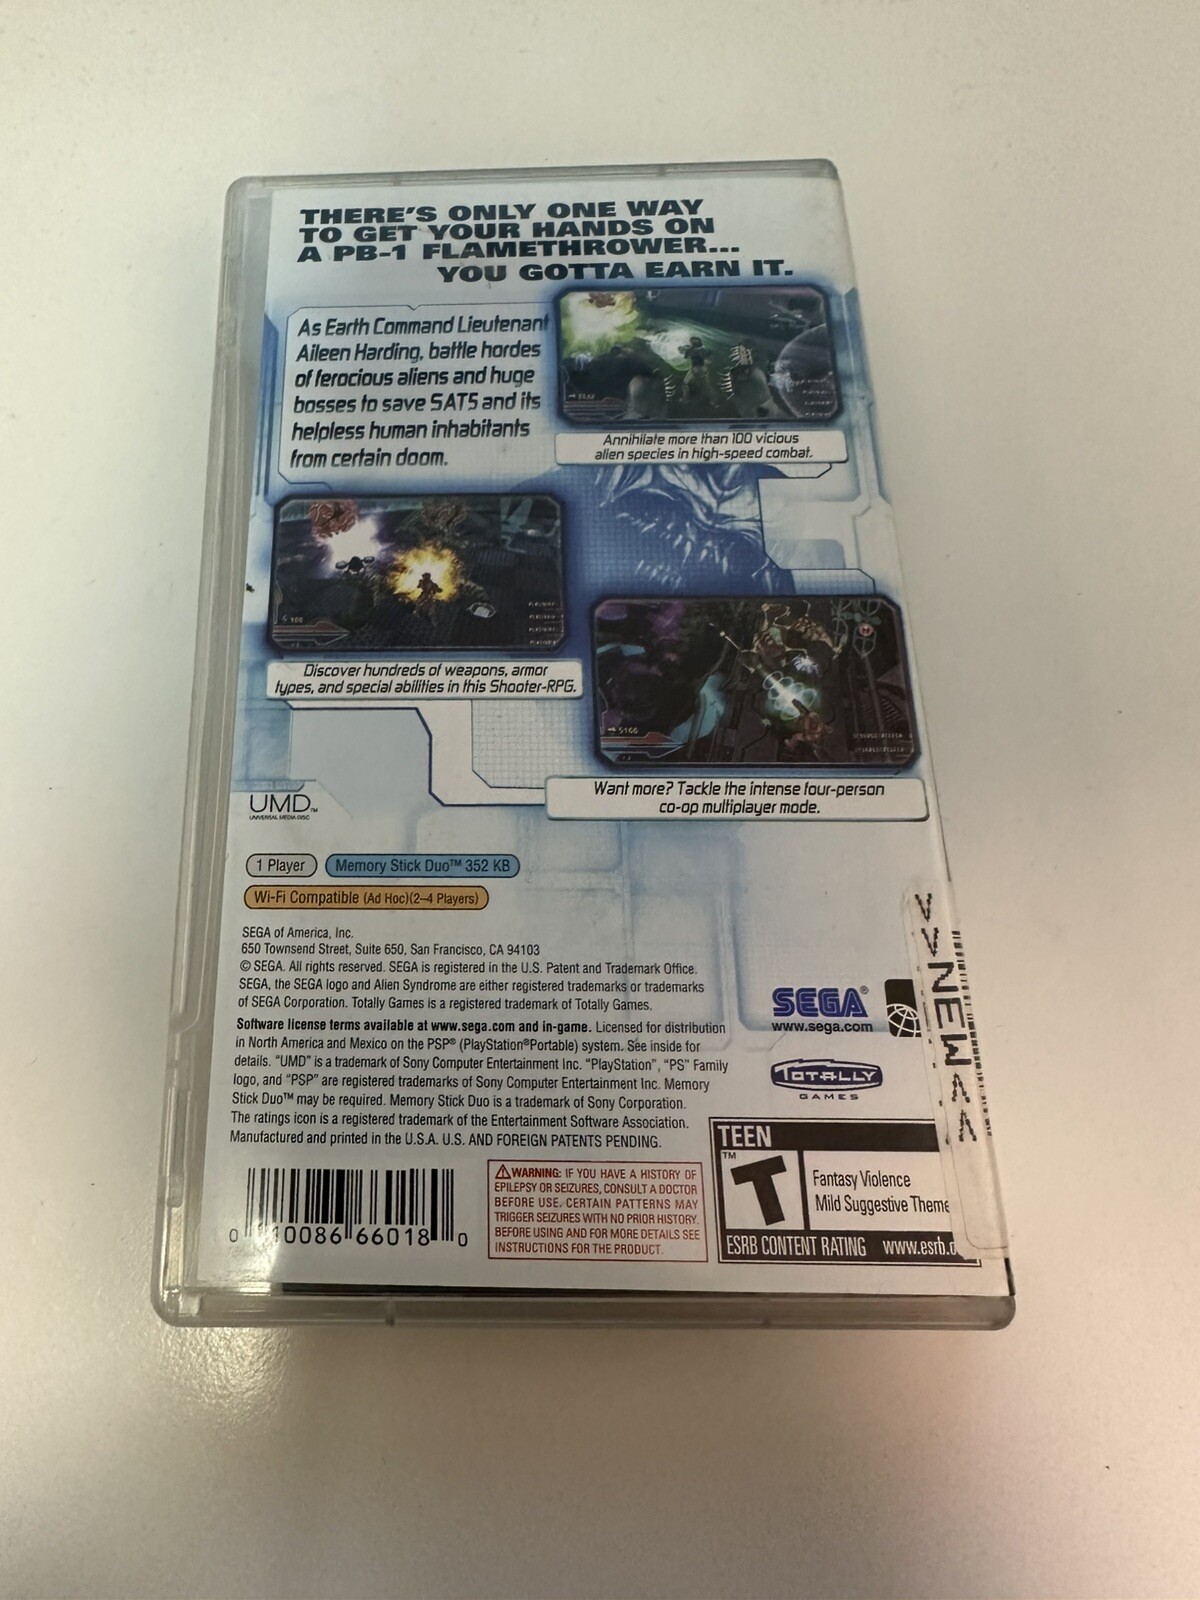 THERE'S ONLY ONE WAY
TO GET YOUR HANDS ON
A PB-1 FLAMETHROWER...
YOU GOTTA EARN IT.
As Earth Command Lieutenant
Aileen Harding, battle hordes
of ferocious aliens and huge
bosses to save SAT5 and its
helpless human inhabitants
from certain doom.
Annihilate more than 100 vicious
alien species in high-speed combat.
100
Discover hundreds of weapons, armor
types, and special abilities in this Shooter-RPG.
5166
Want more? Tackle the intense four-person
co-op multiplayer mode.
UMD™
UNIVERSAL MEDIA DISC
1 Player
Memory Stick Duo™ 352 KB
Wi-Fi Compatible (Ad Hoc)(2–4 Players)
SEGA of America, Inc.
650 Townsend Street, Suite 650, San Francisco, CA 94103
© SEGA. All rights reserved. SEGA is registered in the U.S. Patent and Trademark Office.
SEGA, the SEGA logo and Alien Syndrome are either registered trademarks or trademarks
of SEGA Corporation. Totally Games is a registered trademark of Totally Games.
Software license terms available at www.sega.com and in-game. Licensed for distribution
in North America and Mexico on the PSP® (PlayStation®Portable) system. See inside for
details. "UMD" is a trademark of Sony Computer Entertainment Inc. "PlayStation", "PS" Family
logo, and "PSP" are registered trademarks of Sony Computer Entertainment Inc. Memory
Stick Duo™ may be required. Memory Stick Duo is a trademark of Sony Corporation.
The ratings icon is a registered trademark of the Entertainment Software Association.
Manufactured and printed in the U.S.A. U.S. AND FOREIGN PATENTS PENDING.
SEGA®
www.sega.com
TOTALLY
GAMES
VVNEW^^
0 10086 66018 0
WARNING: IF YOU HAVE A HISTORY OF
EPILEPSY OR SEIZURES, CONSULT A DOCTOR
BEFORE USE. CERTAIN PATTERNS MAY
TRIGGER SEIZURES WITH NO PRIOR HISTORY.
BEFORE USING AND FOR MORE DETAILS SEE
INSTRUCTIONS FOR THE PRODUCT.
TEEN
T™
Fantasy Violence
Mild Suggestive Theme
ESRB CONTENT RATING www.esrb.o